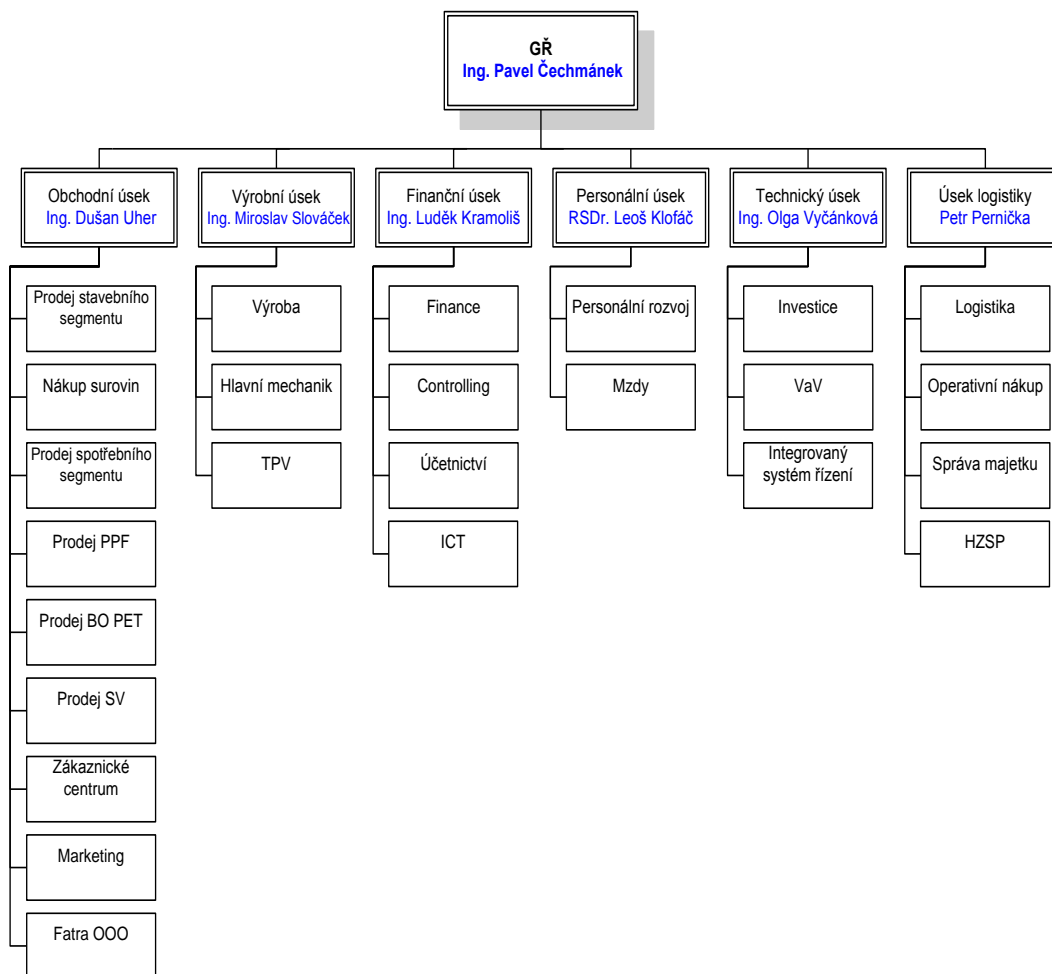 GŘ
Ing. Pavel Čechmánek
Obchodní úsek
Ing. Dušan Uher
Výrobní úsek
Ing. Miroslav Slováček
Finanční úsek
Ing. Luděk Kramoliš
Personální úsek
RSDr. Leoš Klofáč
Technický úsek
Ing. Olga Vyčánková
Úsek logistiky
Petr Pernička
Prodej stavebního
segmentu
Nákup surovin
Prodej spotřebního
segmentu
Prodej PPF
Prodej BO PET
Prodej SV
Zákaznické
centrum
Marketing
Fatra OOO
Výroba
Hlavní mechanik
TPV
Finance
Controlling
Účetnictví
ICT
Personální rozvoj
Mzdy
Investice
VaV
Integrovaný
systém řízení
Logistika
Operativní nákup
Správa majetku
HZSP